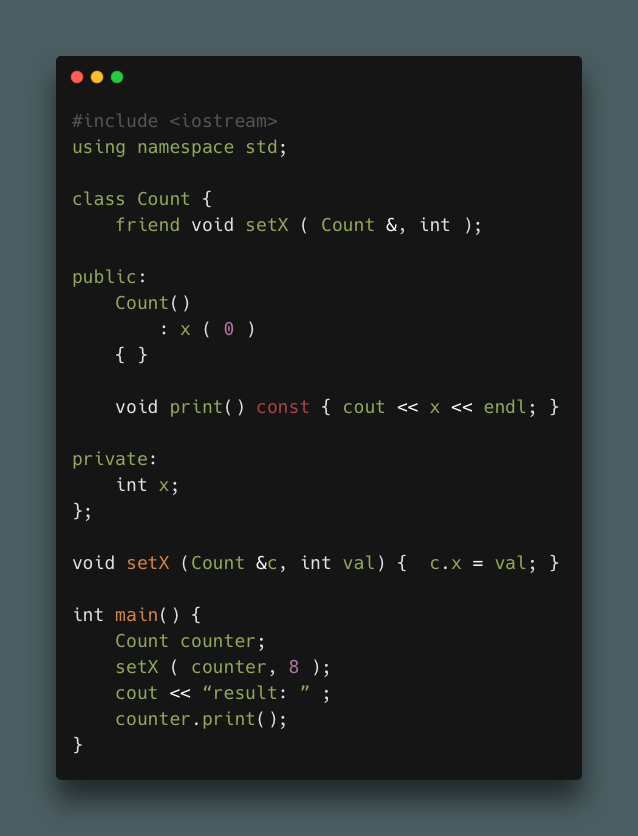 #include <iostream>
using namespace std;

class Count {
    friend void setX ( Count &, int );

public:
    Count()
        : x ( 0 )
    { }

    void print() const { cout << x << endl; }

private:
    int x;
};

void setX (Count &c, int val) {  c.x = val; }

int main() {
    Count counter;
    setX ( counter, 8 );
    cout << “result: ” ;
    counter.print();
}